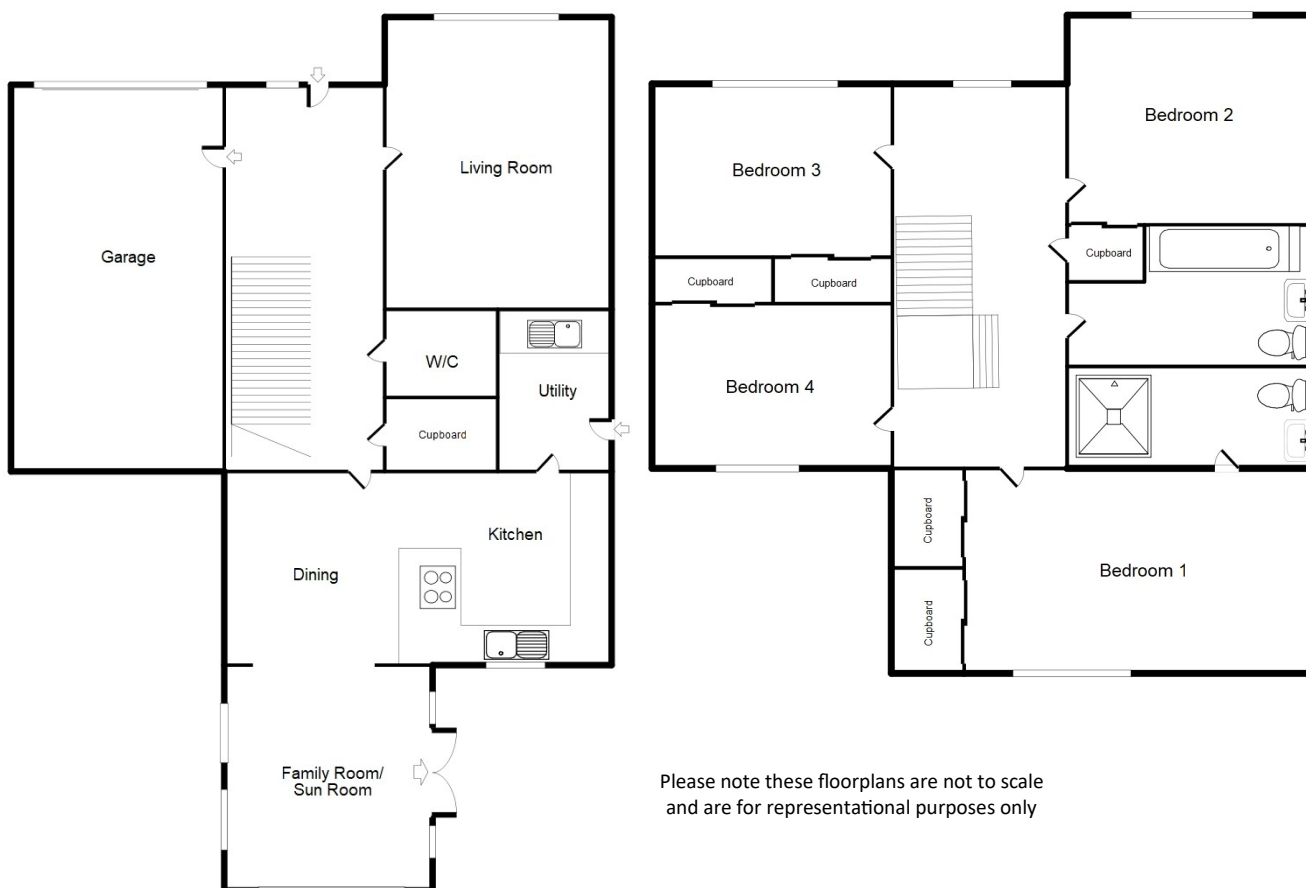 Living Room
Garage
W/C
Utility
Cupboard
Kitchen
Dining
Family Room/
Sun Room
Bedroom 2
Bedroom 3
Cupboard
Cupboard
Cupboard
Bedroom 4
Cupboard
Bedroom 1
Cupboard
Please note these floorplans are not to scale
and are for representational purposes only